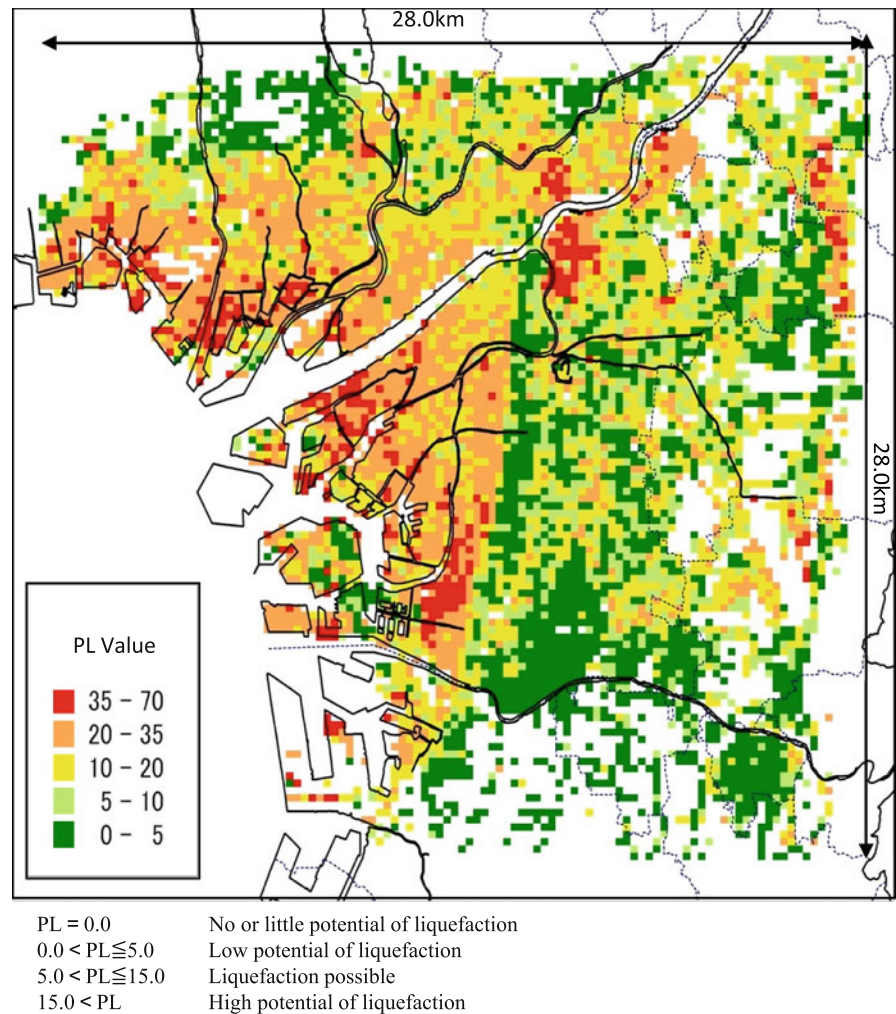 28.0km
28.0km
PL Value
35 - 70
20 - 35
10 - 20
5 - 10
0 - 5
PL = 0.0 No or little potential of liquefaction
0.0 < PL≦5.0 Low potential of liquefaction
5.0 < PL≦15.0 Liquefaction possible
15.0 < PL High potential of liquefaction